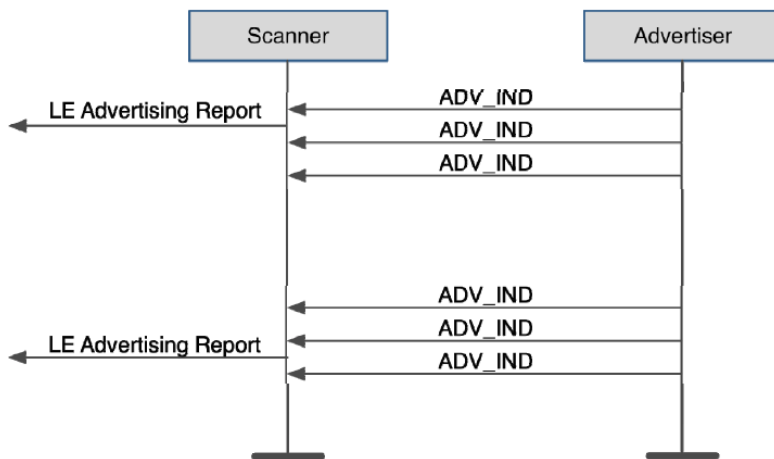 Scanner
Advertiser
ADV_IND
LE Advertising Report
ADV_IND
ADV_IND
ADV_IND
ADV_IND
LE Advertising Report
ADV_IND